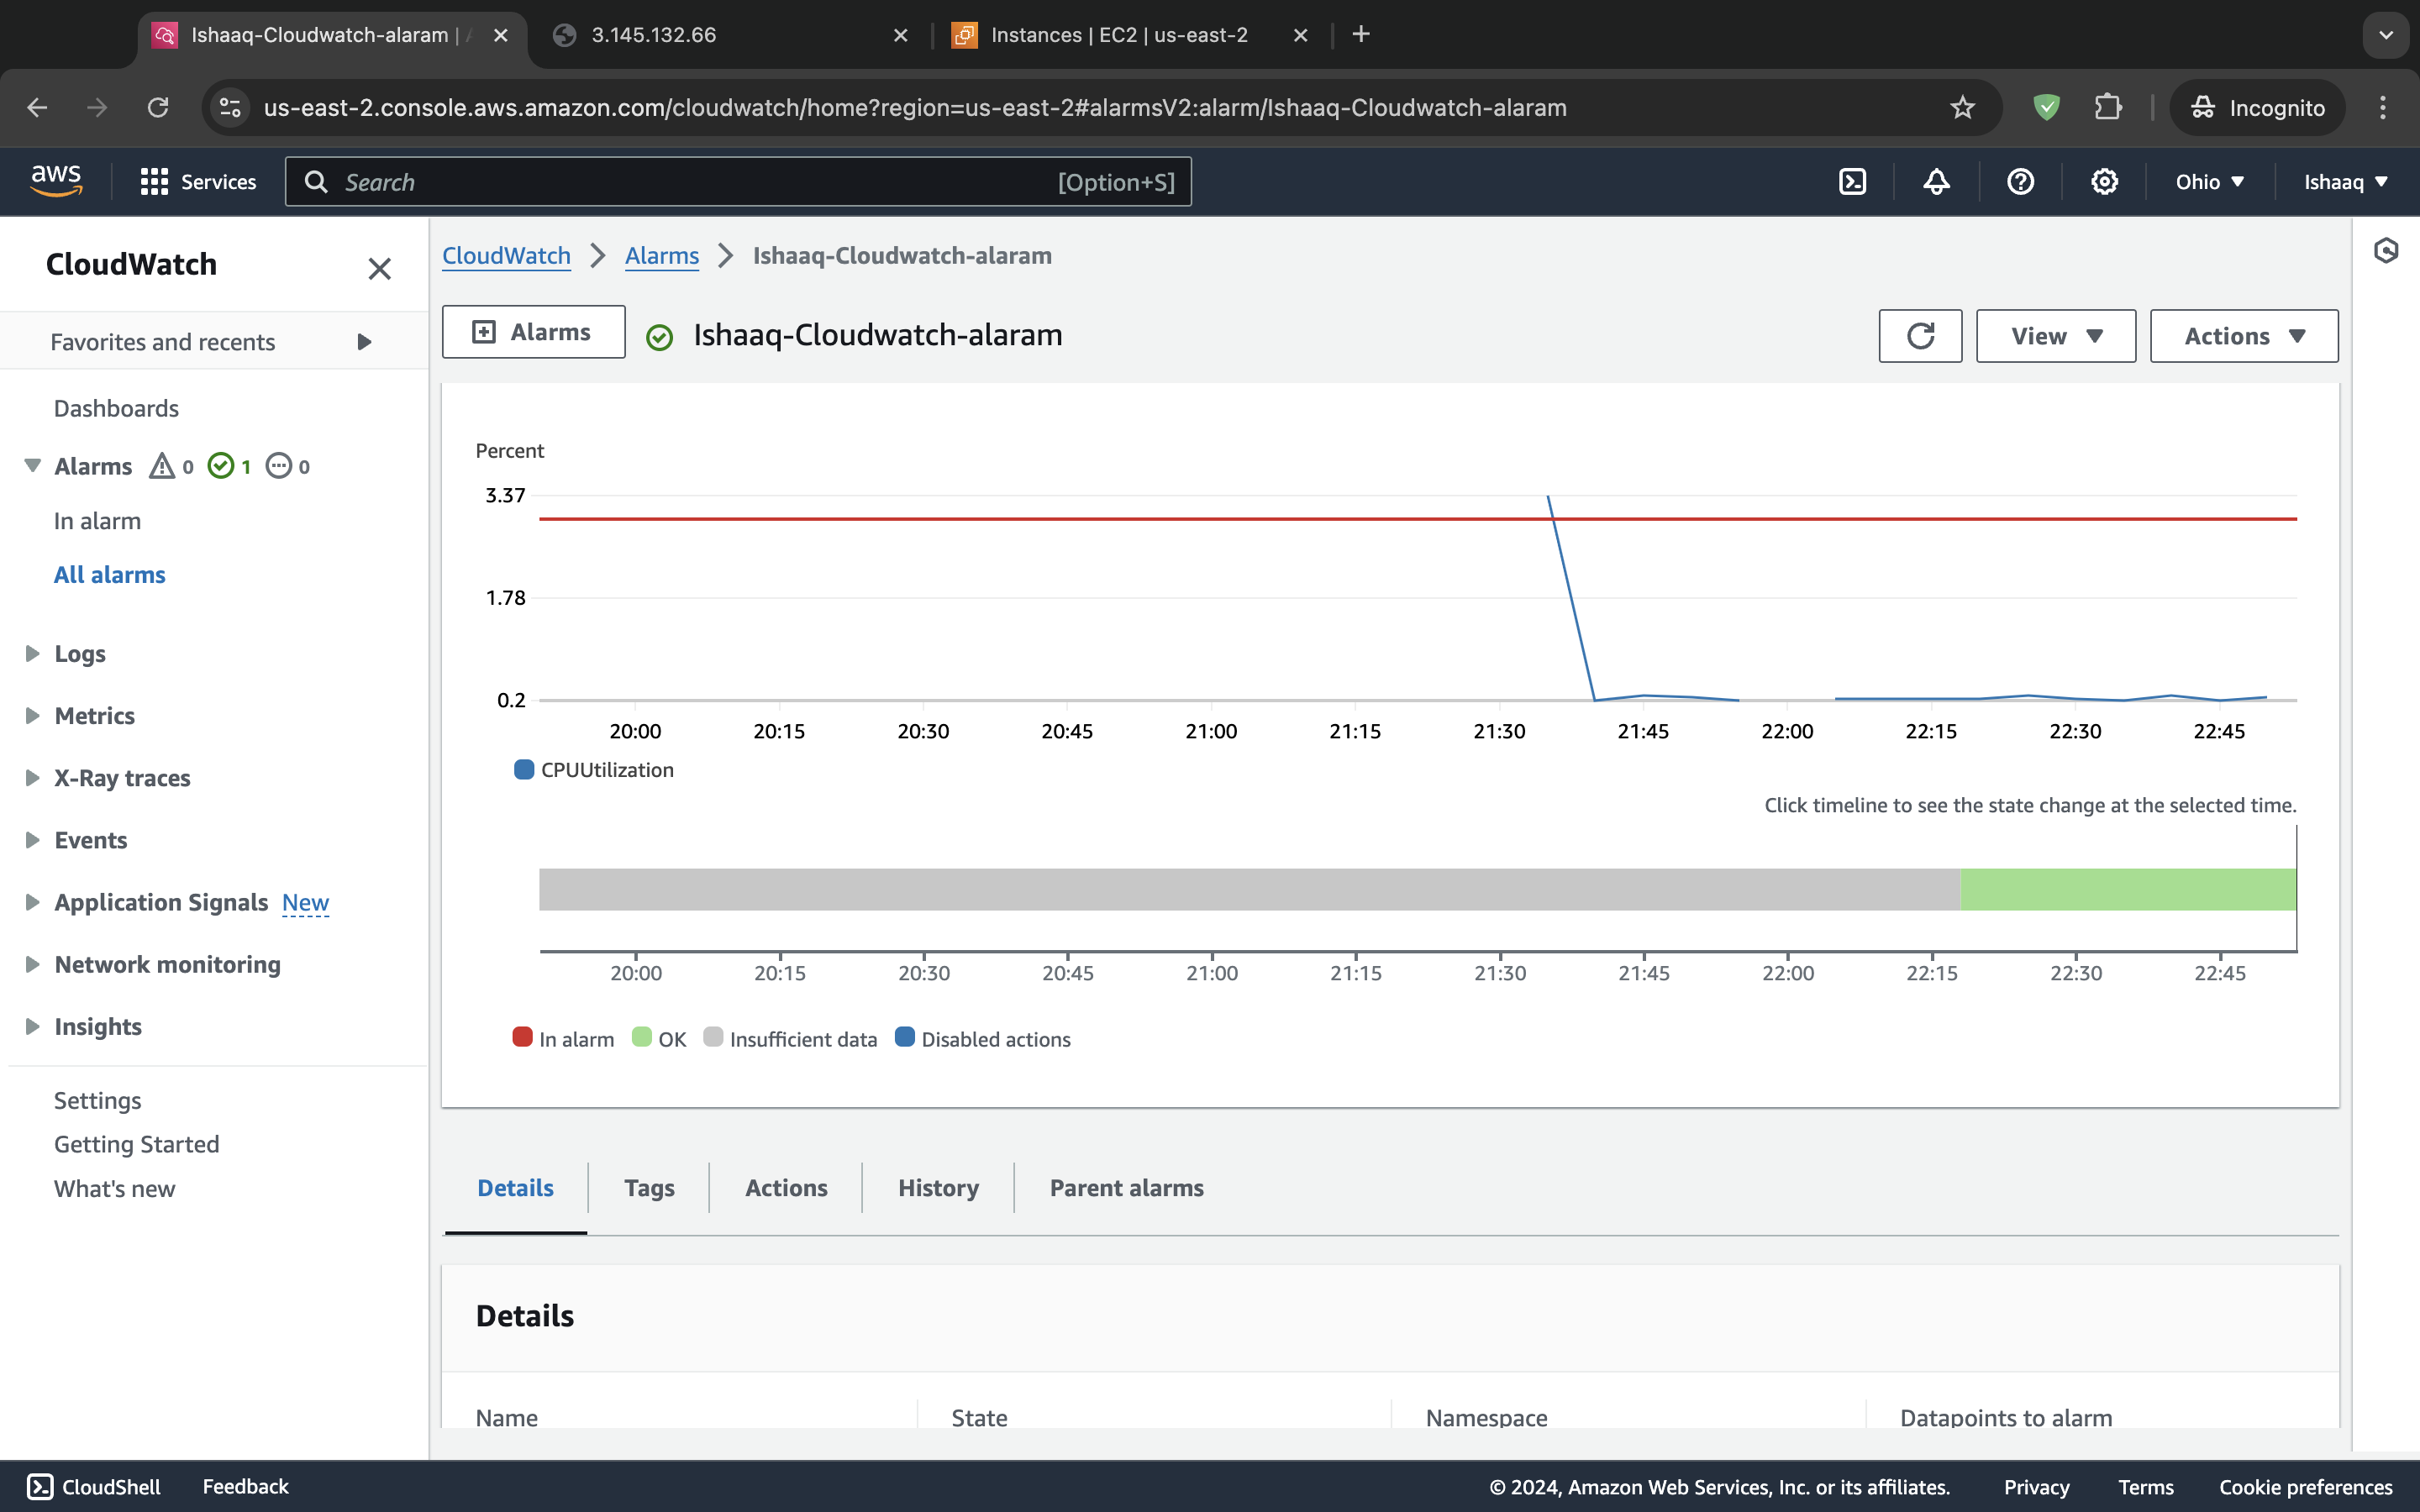 Ishaaq-Cloudwatch-alaram |
3.145.132.66
Instances | EC2 | us-east-2
us-east-2.console.aws.amazon.com/cloudwatch/home?region=us-east-2#alarmsV2:alarm/Ishaaq-Cloudwatch-alaram
Incognito
aws
Services
Search
[Option+S]
Ohio
Ishaaq
CloudWatch
Favorites and recents
Dashboards
Alarms 0 1 0
In alarm
All alarms
Logs
Metrics
X-Ray traces
Events
Application Signals New
Network monitoring
Insights
Settings
Getting Started
What's new
CloudWatch > Alarms > Ishaaq-Cloudwatch-alaram
Alarms
Ishaaq-Cloudwatch-alaram
View
Actions
Percent
3.37
1.78
0.2
20:00 20:15 20:30 20:45 21:00 21:15 21:30 21:45 22:00 22:15 22:30 22:45
CPUUtilization
Click timeline to see the state change at the selected time.
20:00 20:15 20:30 20:45 21:00 21:15 21:30 21:45 22:00 22:15 22:30 22:45
In alarm OK Insufficient data Disabled actions
Details Tags Actions History Parent alarms
Details
Name State Namespace Datapoints to alarm
CloudShell Feedback © 2024, Amazon Web Services, Inc. or its affiliates. Privacy Terms Cookie preferences